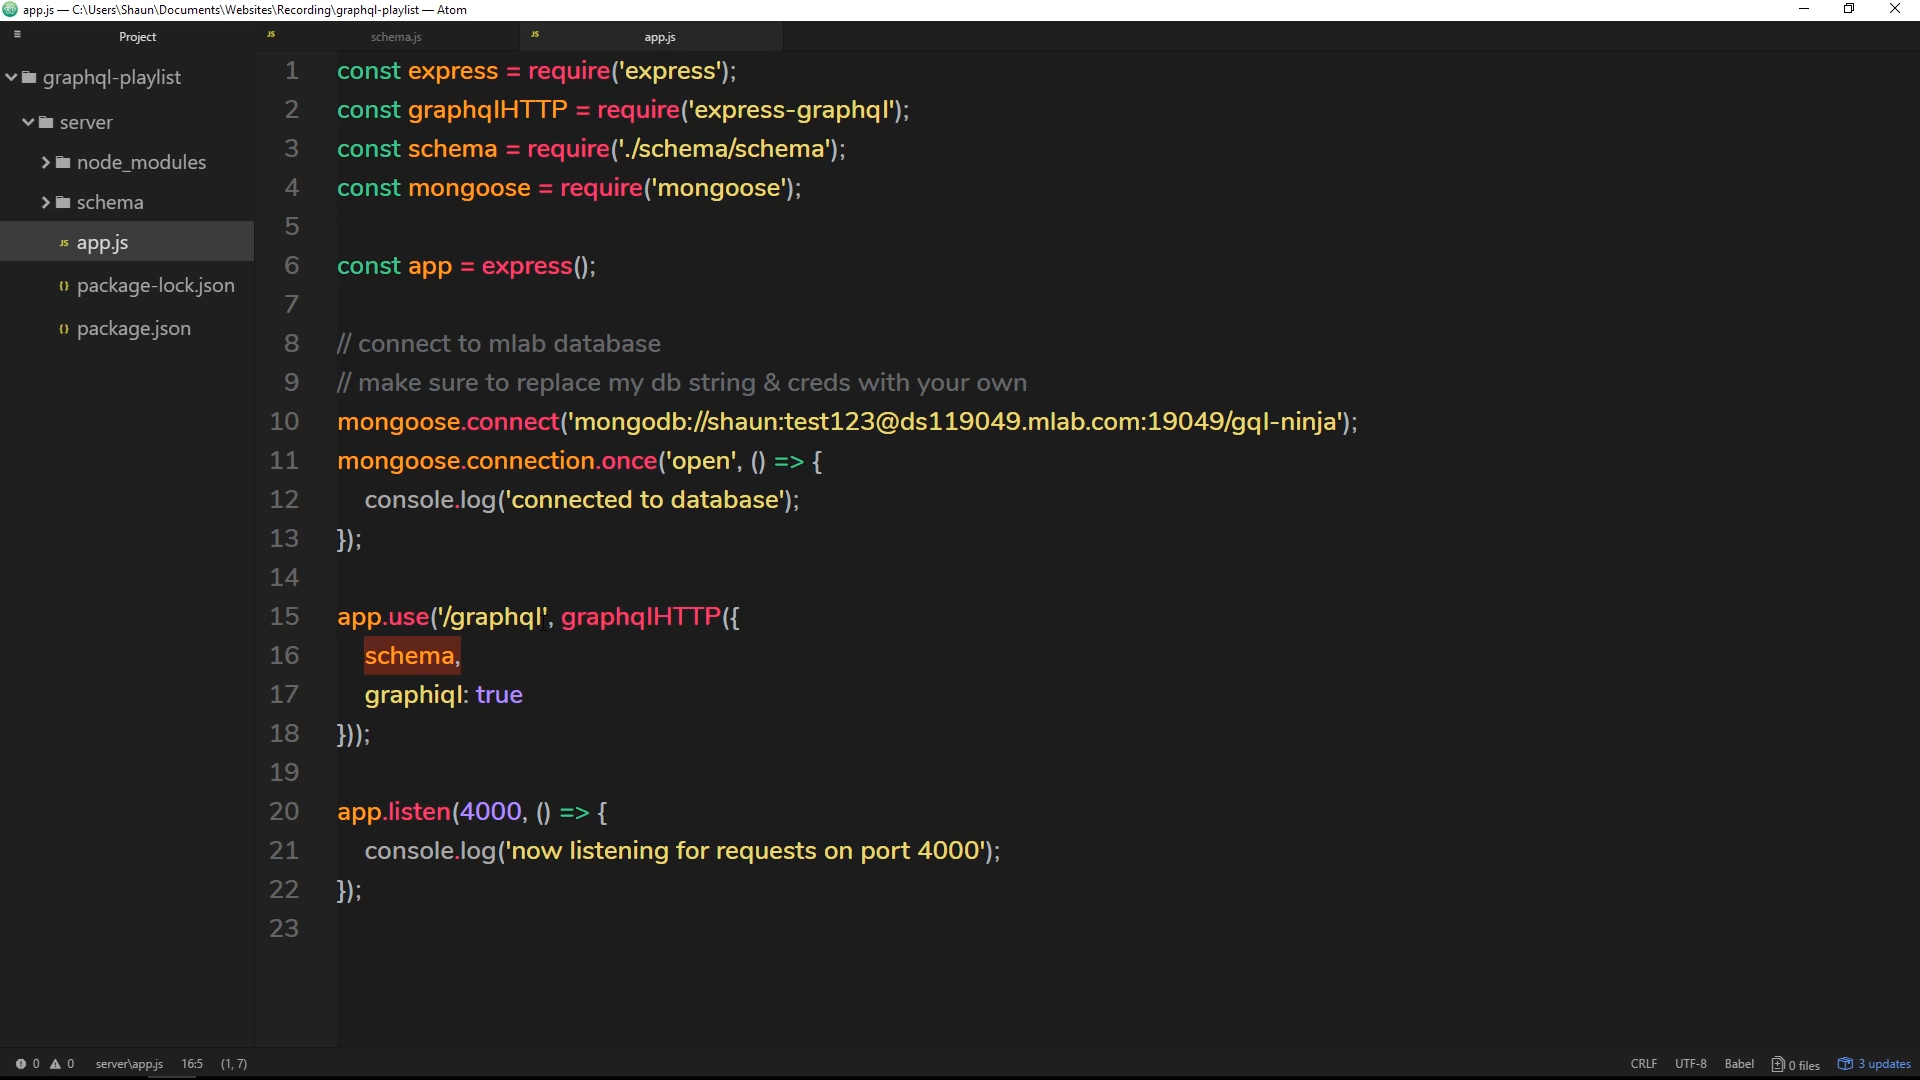 app.js — C:\Users\Shaun\Documents\Websites\Recording\graphql-playlist — Atom
Project
schema.js
app.js
graphql-playlist
server
node_modules
schema
app.js
package-lock.json
package.json
1 const express = require('express');
2 const graphqlHTTP = require('express-graphql');
3 const schema = require('./schema/schema');
4 const mongoose = require('mongoose');
5
6 const app = express();
7
8 // connect to mlab database
9 // make sure to replace my db string & creds with your own
10 mongoose.connect('mongodb://shaun:test123@ds119049.mlab.com:19049/gql-ninja');
11 mongoose.connection.once('open', () => {
12 console.log('connected to database');
13 });
14
15 app.use('/graphql', graphqlHTTP({
16 schema,
17 graphiql: true
18 }));
19
20 app.listen(4000, () => {
21 console.log('now listening for requests on port 4000');
22 });
23
0 0 server\app.js 16:5 (1, 7) CRLF UTF-8 Babel 0 files 3 updates